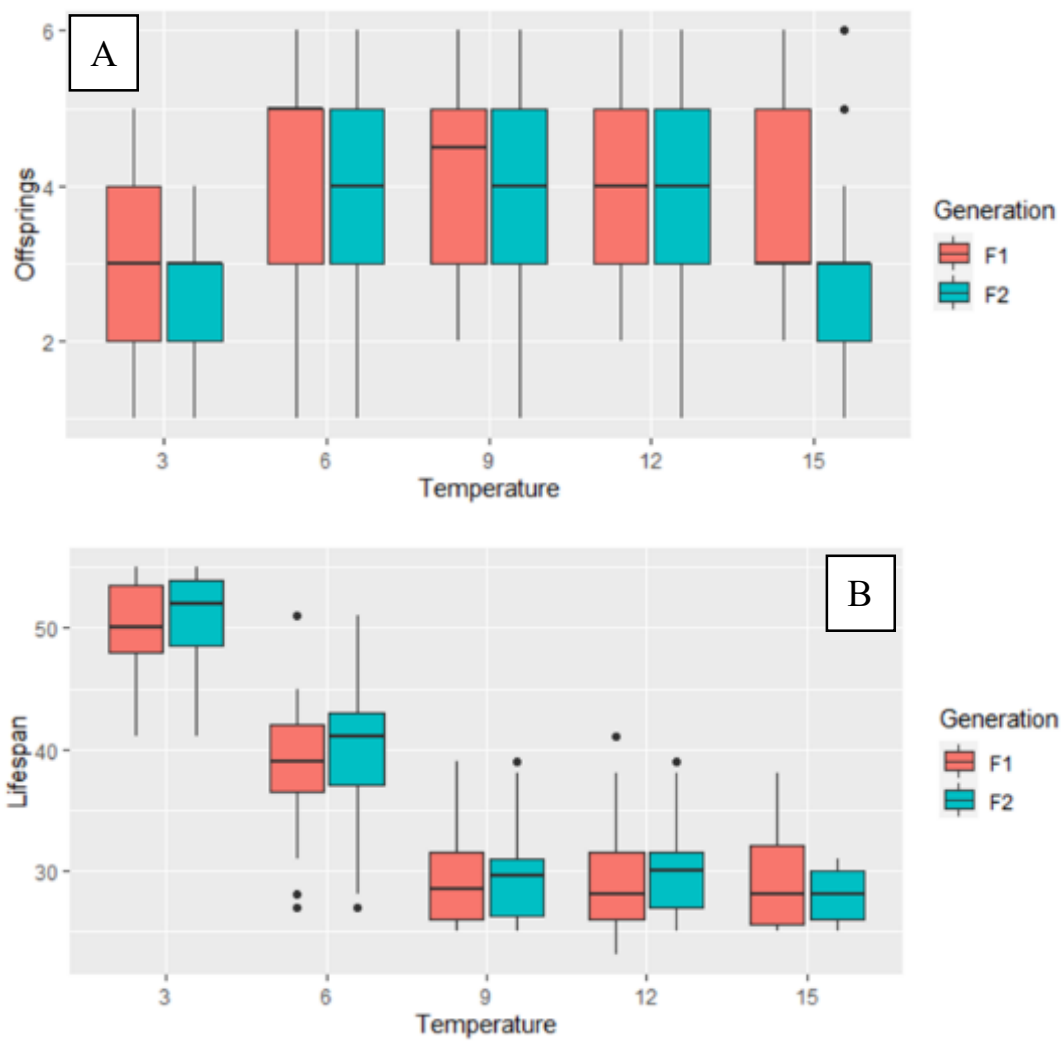 A
6
4
2
Offsprings
3 6 9 12 15
Temperature
Generation
F1
F2
B
50
40
30
Lifespan
3 6 9 12 15
Temperature
Generation
F1
F2